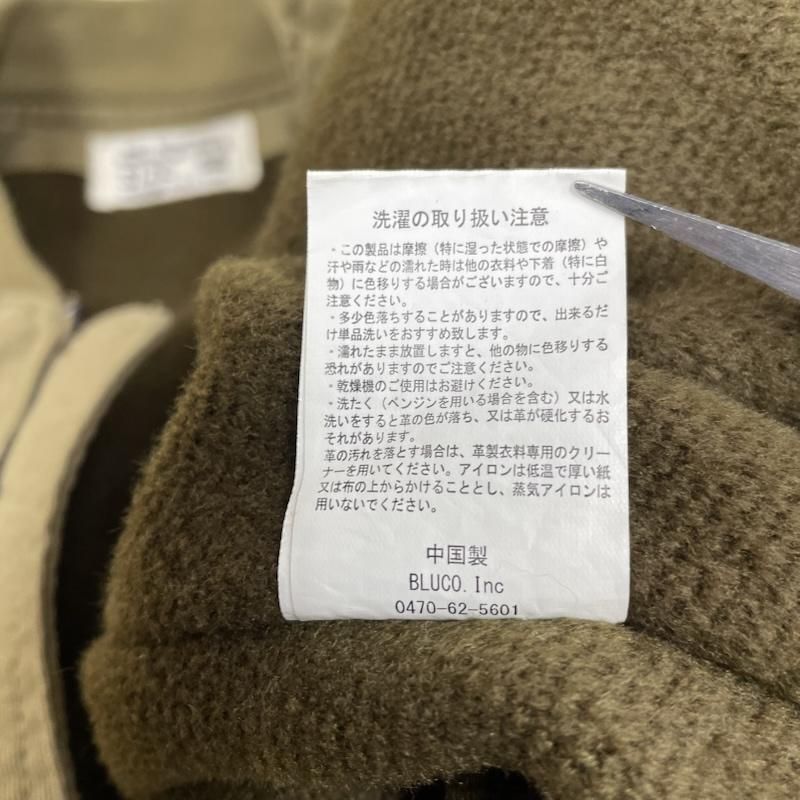 洗濯の取り扱い注意
・この製品は摩擦（特に湿った状態での摩擦）や
汗や雨などの濡れた時は他の衣料や下着（特に白
物）に色移りする場合がございますので、十分ご
注意ください。
・多少色落ちすることがありますので、出来るだ
け単品洗いをおすすめ致します。
・濡れたまま放置しますと、他の物に色移りする
恐れがありますのでご注意ください。
・乾燥機のご使用はお避けください。
・洗たく（ベンジンを用いる場合を含む）又は水
洗いをすると革の色が落ち、又は革が硬化するお
それがあります。
革の汚れを落とす場合は、革製衣料専用のクリー
ナーを用いてください。アイロンは低温で厚い紙
又は布の上からかけることとし、蒸気アイロンは
用いないでください。
中国製
BLUCO.Inc
0470-62-5601